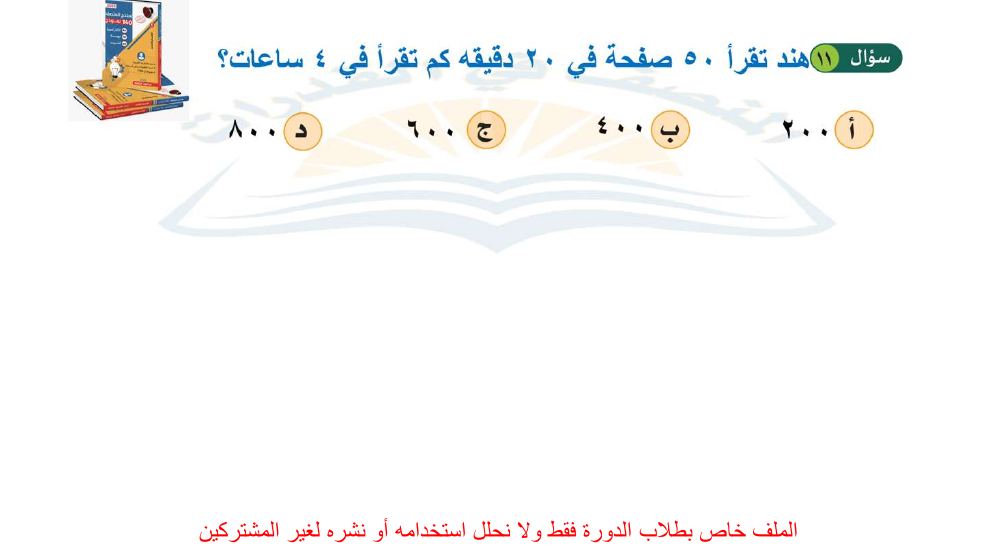 سؤال ١١ هند تقرأ ٥٠ صفحة في ٢٠ دقيقه كم تقرأ في ٤ ساعات؟
أ ٢٠٠ ب ٤٠٠ ج ٦٠٠ د ٨٠٠
الملف خاص بطلاب الدورة فقط ولا نحلل استخدامه أو نشره لغير المشتركين